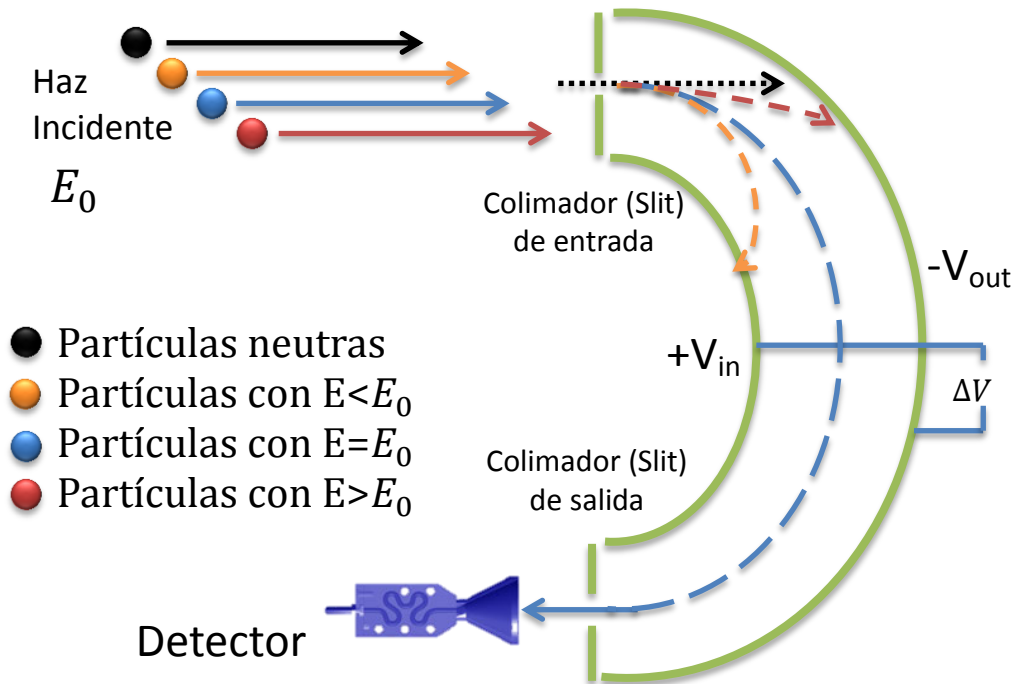 Haz
Incidente
E₀
Colimador (Slit)
de entrada
-Vout
+Vin
ΔV
Partículas neutras
Partículas con E<E₀
Partículas con E=E₀
Partículas con E>E₀
Colimador (Slit)
de salida
Detector